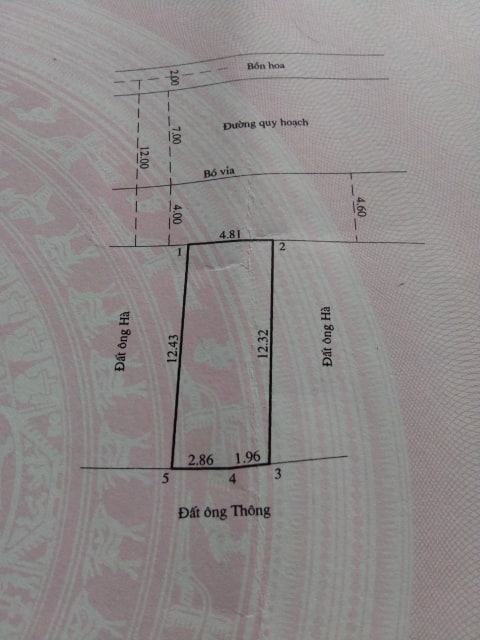 Bồn hoa
2.00
Đường quy hoạch
7.00
12.00
Bó vỉa
4.00
4.60
4.81
1
2
Đất ông Hà
12.43
12.32
Đất ông Hà
2.86
1.96
5
4
3
Đất ông Thông